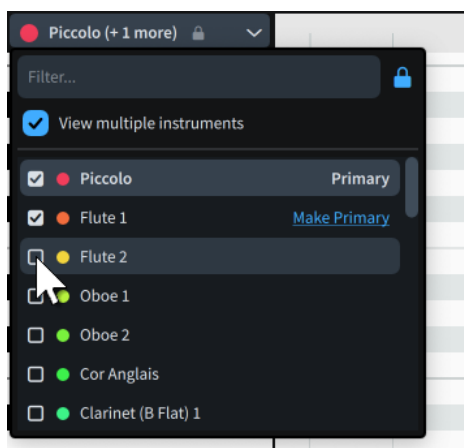 Piccolo (+ 1 more)
Filter...
View multiple instruments
Piccolo Primary
Flute 1 Make Primary
Flute 2
Oboe 1
Oboe 2
Cor Anglais
Clarinet (B Flat) 1